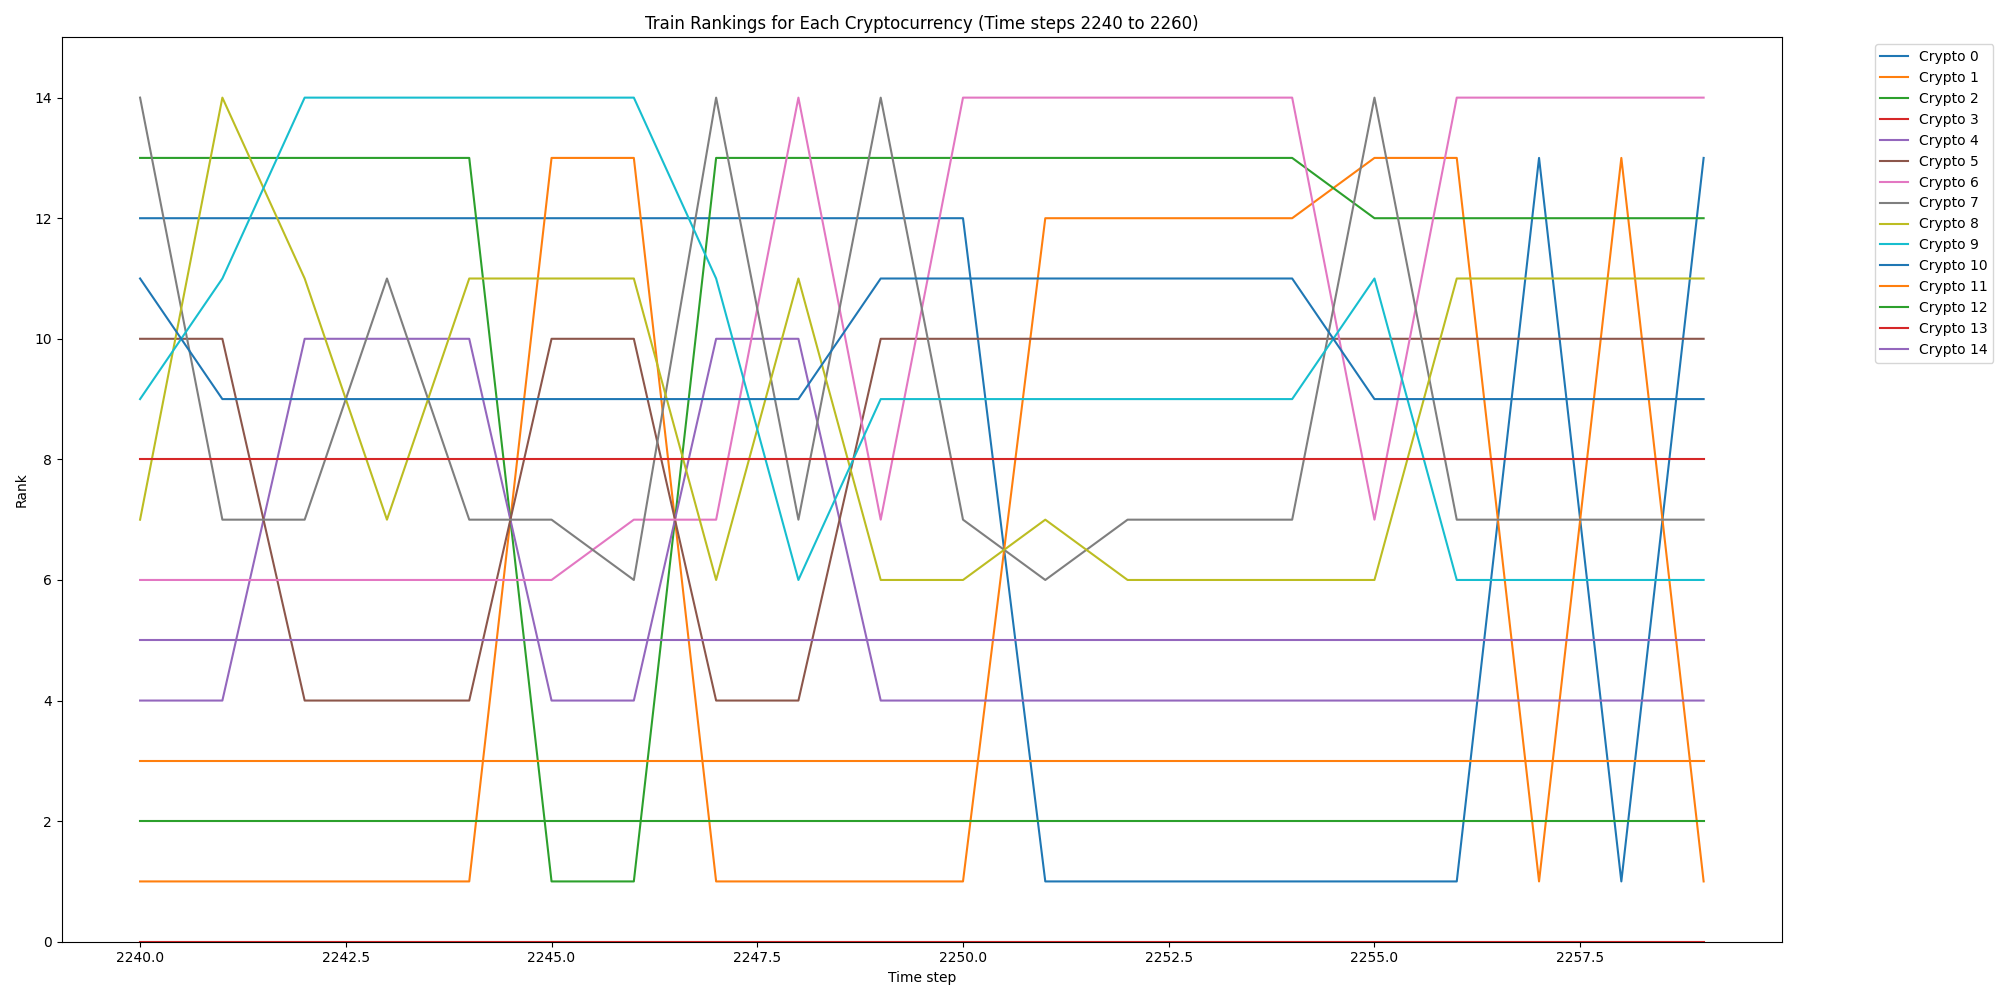 Train Rankings for Each Cryptocurrency (Time steps 2240 to 2260)
Rank
14
12
10
8
6
4
2
0
2240.0
2242.5
2245.0
2247.5
2250.0
2252.5
2255.0
2257.5
Time step
Crypto 0
Crypto 1
Crypto 2
Crypto 3
Crypto 4
Crypto 5
Crypto 6
Crypto 7
Crypto 8
Crypto 9
Crypto 10
Crypto 11
Crypto 12
Crypto 13
Crypto 14